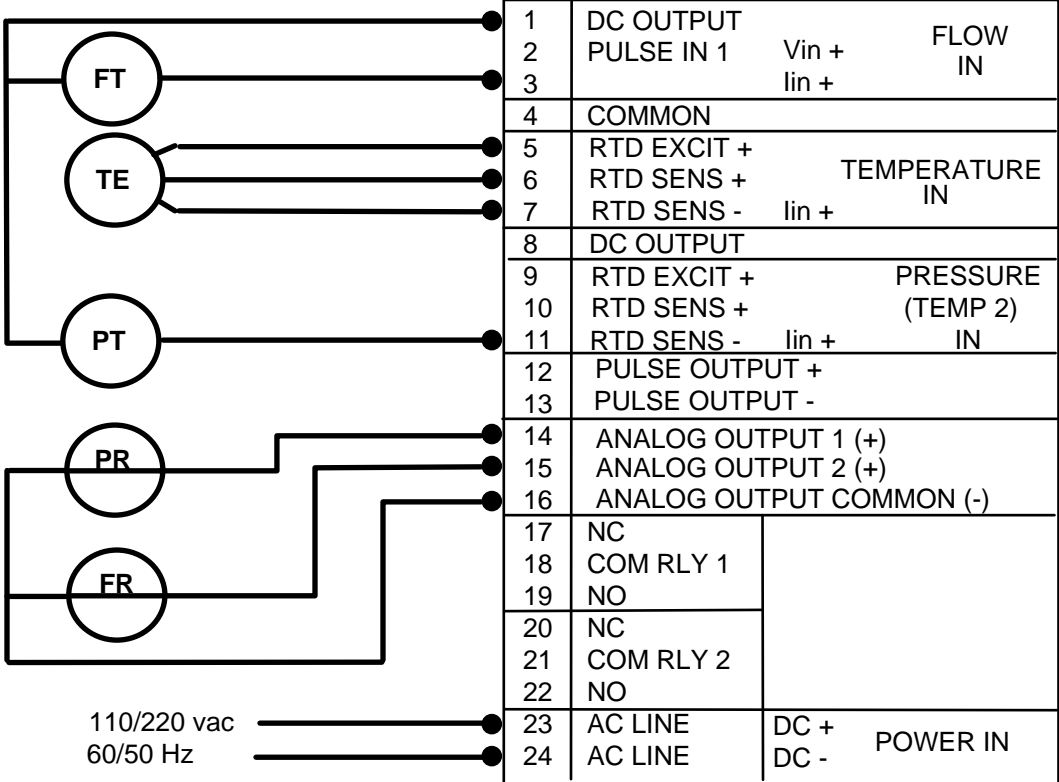 1 DC OUTPUT
2 PULSE IN 1 Vin + FLOW
3 Iin + IN
FT
4 COMMON
5 RTD EXCIT +
6 RTD SENS + TEMPERATURE
7 RTD SENS - Iin + IN
TE
8 DC OUTPUT
9 RTD EXCIT + PRESSURE
10 RTD SENS + (TEMP 2)
11 RTD SENS - Iin + IN
PT
12 PULSE OUTPUT +
13 PULSE OUTPUT -
14 ANALOG OUTPUT 1 (+)
15 ANALOG OUTPUT 2 (+)
16 ANALOG OUTPUT COMMON (-)
PR
17 NC
18 COM RLY 1
19 NO
FR
20 NC
21 COM RLY 2
22 NO
110/220 vac 23 AC LINE DC + POWER IN
60/50 Hz 24 AC LINE DC -